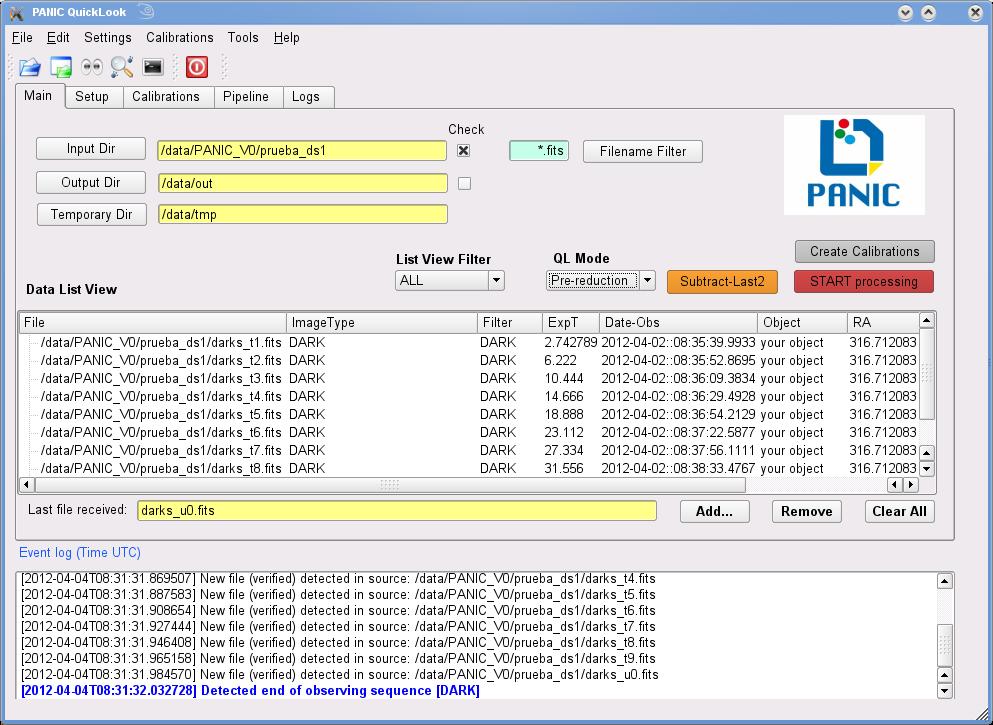 PANIC QuickLook
File Edit Settings Calibrations Tools Help
Main Setup Calibrations Pipeline Logs
Check
Input Dir /data/PANIC_V0/prueba_ds1 *.fits Filename Filter
Output Dir /data/out
Temporary Dir /data/tmp
PANIC
Create Calibrations
List View Filter QL Mode
ALL Pre-reduction Subtract-Last2 START processing
Data List View
File ImageType Filter ExpT Date-Obs Object RA
/data/PANIC_V0/prueba_ds1/darks_t1.fits DARK DARK 2.742789 2012-04-02::08:35:39.9933 your object 316.712083
/data/PANIC_V0/prueba_ds1/darks_t2.fits DARK DARK 6.222 2012-04-02::08:35:52.8695 your object 316.712083
/data/PANIC_V0/prueba_ds1/darks_t3.fits DARK DARK 10.444 2012-04-02::08:36:09.3834 your object 316.712083
/data/PANIC_V0/prueba_ds1/darks_t4.fits DARK DARK 14.666 2012-04-02::08:36:29.4928 your object 316.712083
/data/PANIC_V0/prueba_ds1/darks_t5.fits DARK DARK 18.888 2012-04-02::08:36:54.2129 your object 316.712083
/data/PANIC_V0/prueba_ds1/darks_t6.fits DARK DARK 23.112 2012-04-02::08:37:22.5877 your object 316.712083
/data/PANIC_V0/prueba_ds1/darks_t7.fits DARK DARK 27.334 2012-04-02::08:37:56.1111 your object 316.712083
/data/PANIC_V0/prueba_ds1/darks_t8.fits DARK DARK 31.556 2012-04-02::08:38:33.4767 your object 316.712083
Last file received: darks_u0.fits Add... Remove Clear All
Event log (Time UTC)
[2012-04-04T08:31:31.869507] New file (verified) detected in source: /data/PANIC_V0/prueba_ds1/darks_t4.fits
[2012-04-04T08:31:31.887583] New file (verified) detected in source: /data/PANIC_V0/prueba_ds1/darks_t5.fits
[2012-04-04T08:31:31.908654] New file (verified) detected in source: /data/PANIC_V0/prueba_ds1/darks_t6.fits
[2012-04-04T08:31:31.927444] New file (verified) detected in source: /data/PANIC_V0/prueba_ds1/darks_t7.fits
[2012-04-04T08:31:31.946408] New file (verified) detected in source: /data/PANIC_V0/prueba_ds1/darks_t8.fits
[2012-04-04T08:31:31.965158] New file (verified) detected in source: /data/PANIC_V0/prueba_ds1/darks_t9.fits
[2012-04-04T08:31:31.984570] New file (verified) detected in source: /data/PANIC_V0/prueba_ds1/darks_u0.fits
[2012-04-04T08:31:32.032728] Detected end of observing sequence [DARK]